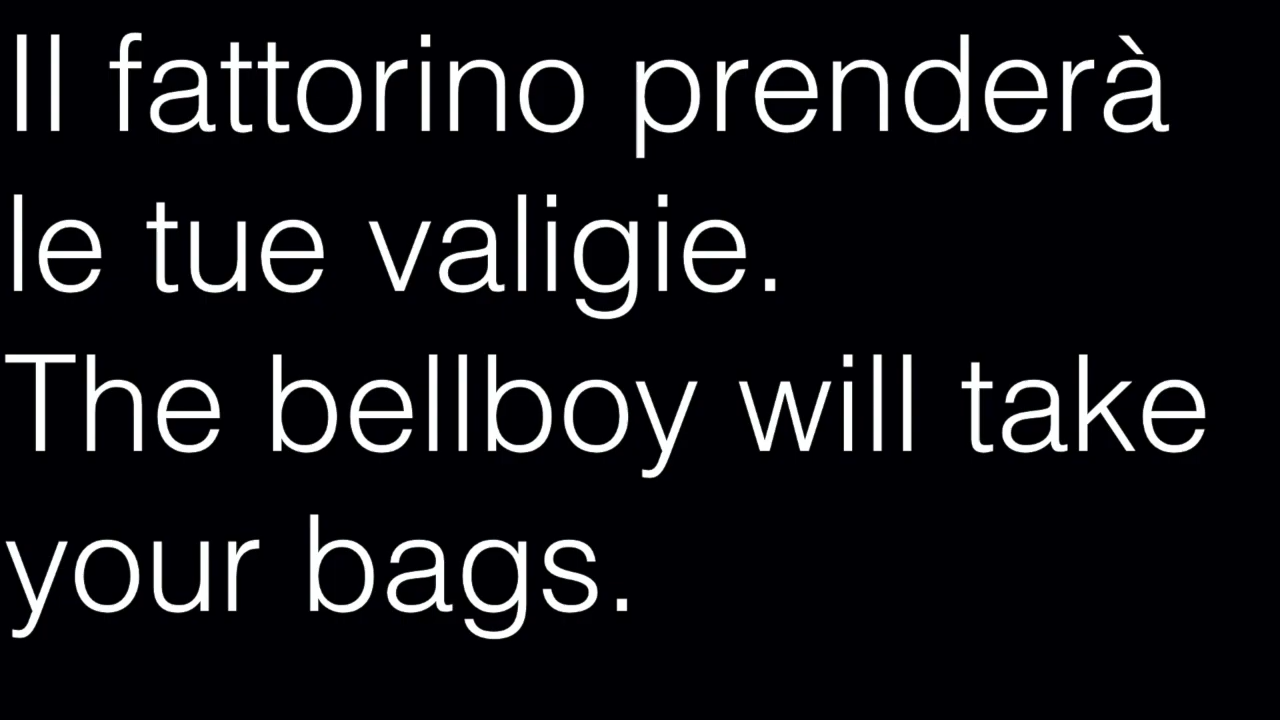 Il fattorino prenderà
le tue valigie.
The bellboy will take
your bags.